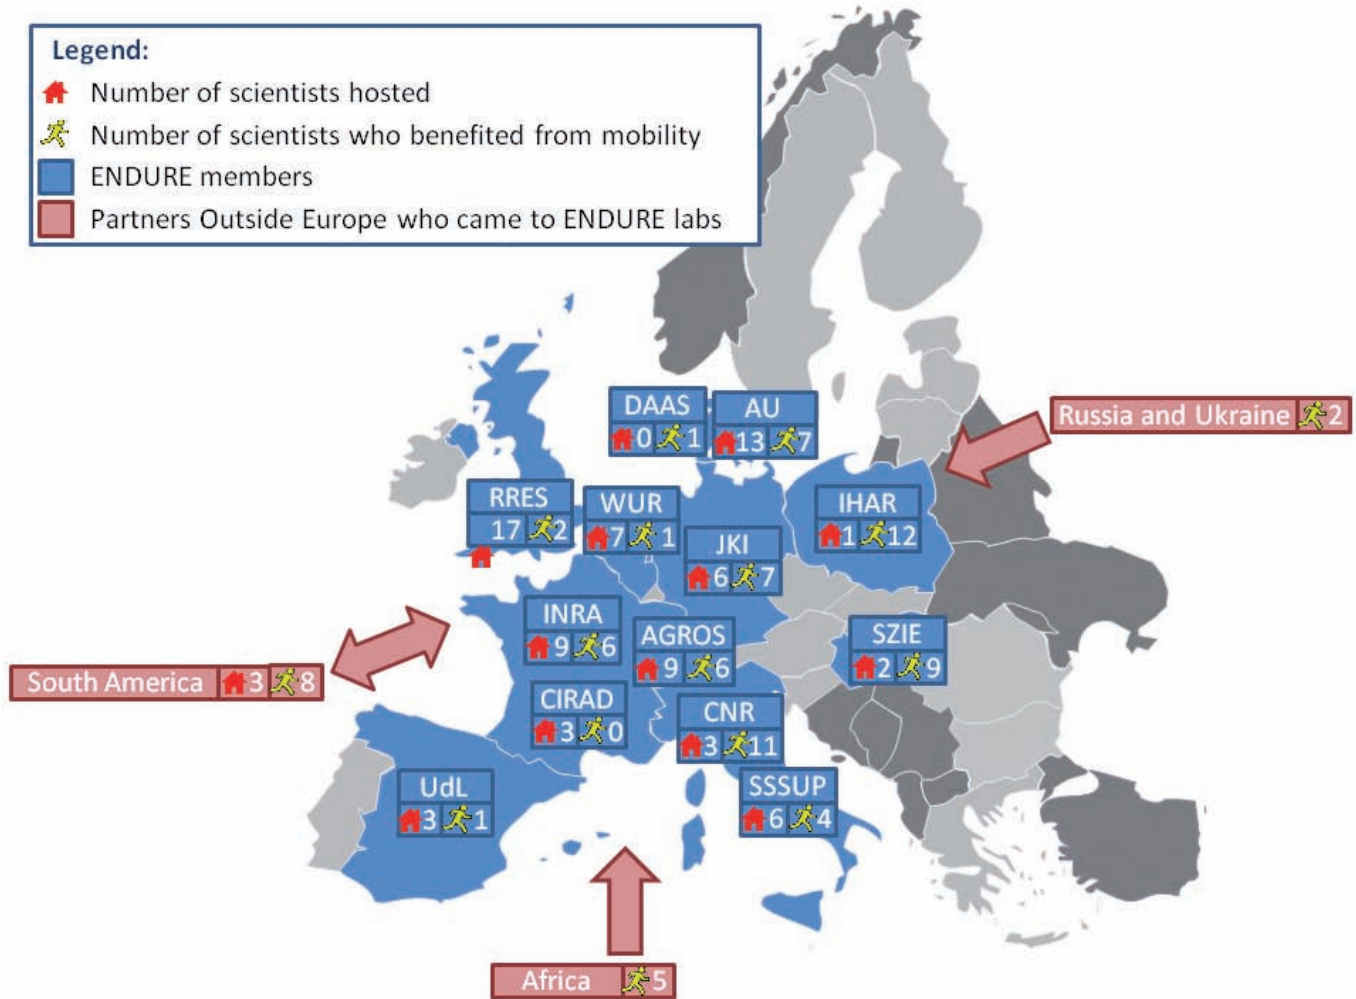 Legend:
Number of scientists hosted
Number of scientists who benefited from mobility
ENDURE members
Partners Outside Europe who came to ENDURE labs
DAAS
0 1
AU
13 7
Russia and Ukraine 2
RRES
17 2
WUR
7 1
IHAR
1 12
JKI
6 7
INRA
9 6
AGROS
9 6
SZIE
2 9
South America 3 8
CIRAD
3 0
CNR
3 11
UdL
3 1
SSSUP
6 4
Africa 5